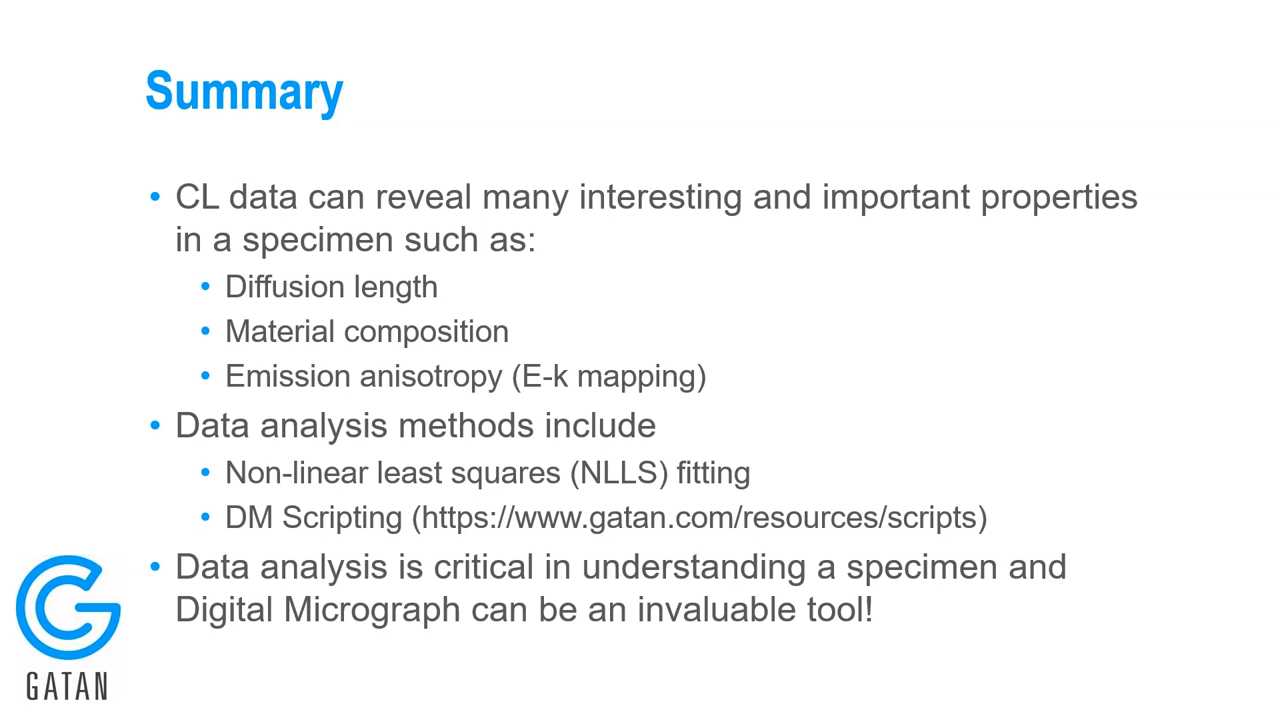 Summary
• CL data can reveal many interesting and important properties
in a specimen such as:
• Diffusion length
• Material composition
• Emission anisotropy (E-k mapping)
• Data analysis methods include
• Non-linear least squares (NLLS) fitting
• DM Scripting (https://www.gatan.com/resources/scripts)
• Data analysis is critical in understanding a specimen and
Digital Micrograph can be an invaluable tool!
GATAN